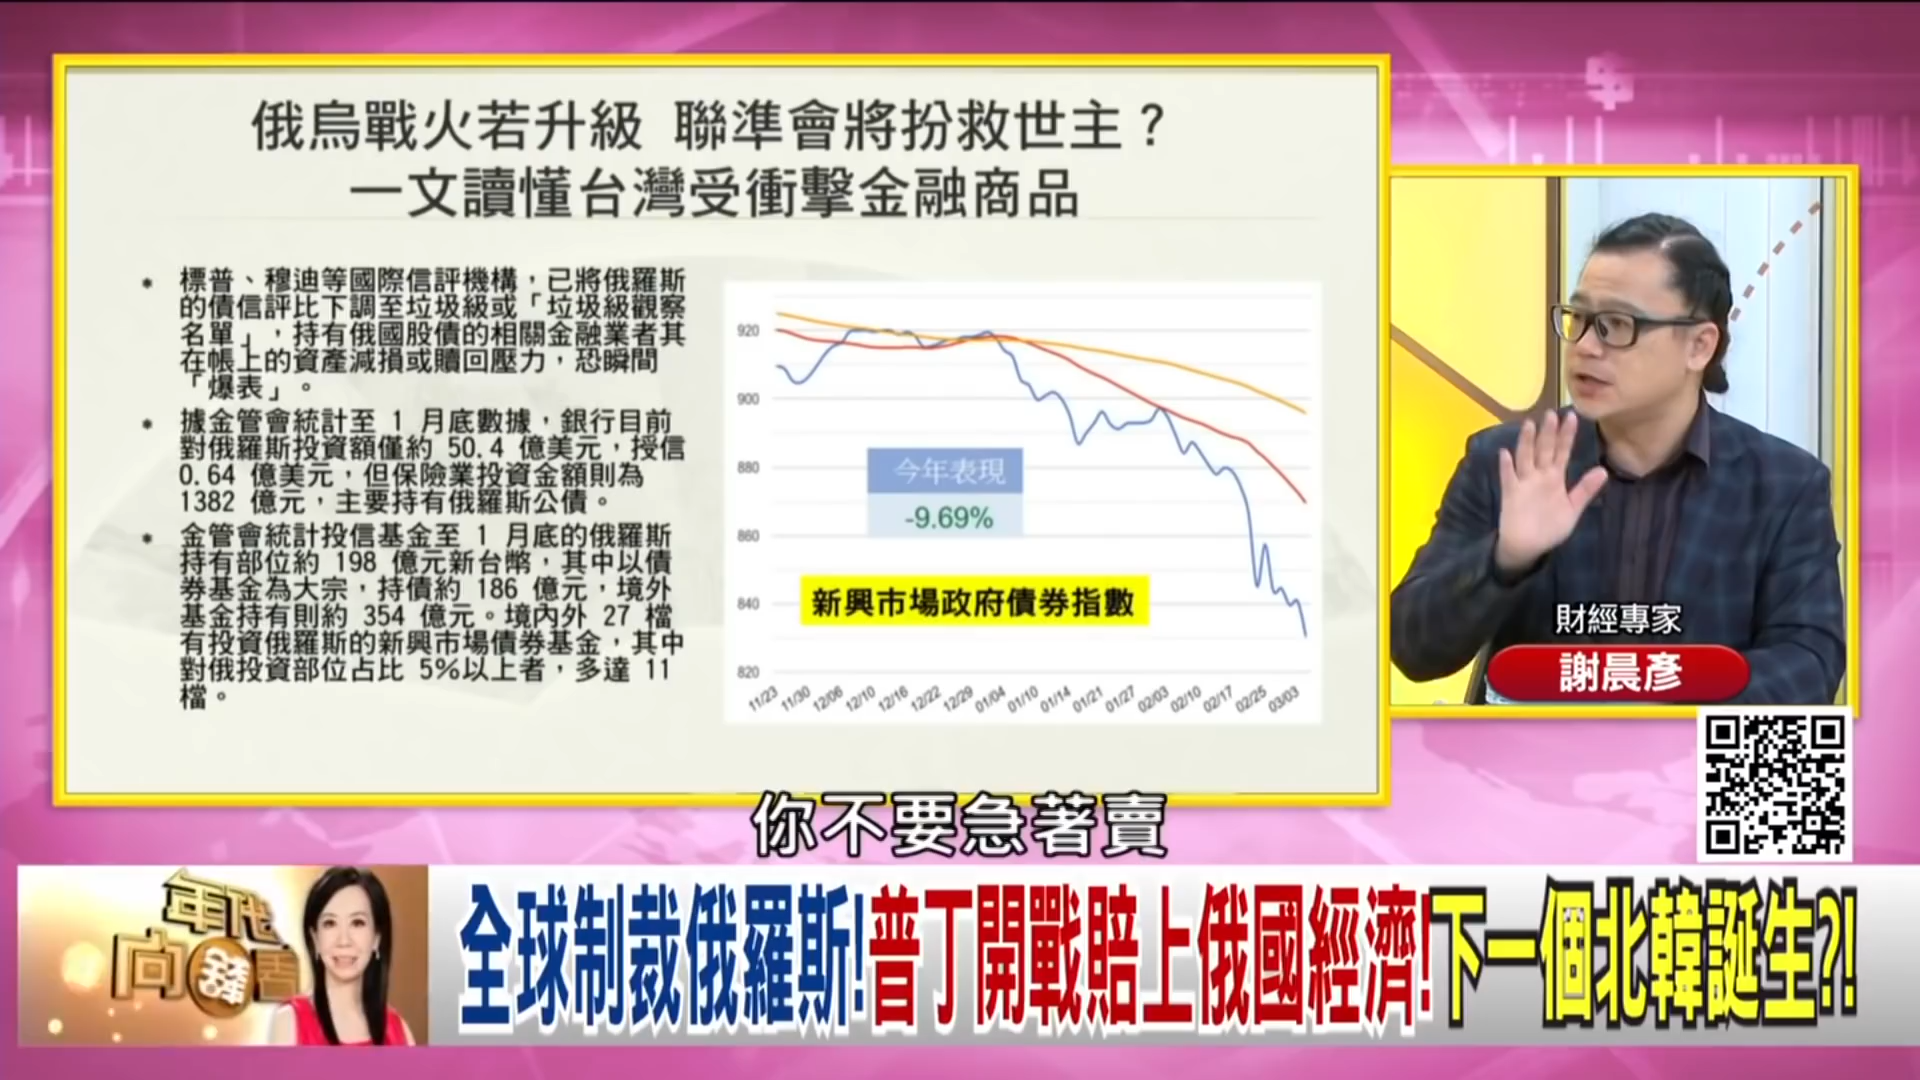 俄烏戰火若升級 聯準會將扮救世主？
一文讀懂台灣受衝擊金融商品
• 標普、穆迪等國際信評機構，已將俄羅斯
的債信評比下調至垃圾級或「垃圾級觀察
名單」，持有俄國股債的相關金融業者其
在帳上的資產減損或贖回壓力，恐瞬間
「爆表」。
• 據金管會統計至 1 月底數據，銀行目前
對俄羅斯投資額僅約 50.4 億美元，授信
0.64 億美元，但保險業投資金額則為
1382 億元，主要持有俄羅斯公債。
• 金管會統計投信基金至 1 月底的俄羅斯
持有部位約 198 億元新台幣，其中以債
券基金為大宗，持債約 186 億元，境外
基金持有則約 354 億元。境內外 27 檔
有投資俄羅斯的新興市場債券基金，其中
對俄投資部位占比 5%以上者，多達 11
檔。
920
900
880
860
840
820
今年表現
-9.69%
新興市場政府債券指數
11/23 11/30 12/06 12/10 12/16 12/22 12/29 01/04 01/10 01/14 01/21 01/27 02/03 02/10 02/17 02/25 03/03
財經專家
謝晨彥
你不要急著賣
年代
向錢看
全球制裁俄羅斯!普丁開戰賠上俄國經濟!下一個北韓誕生?!